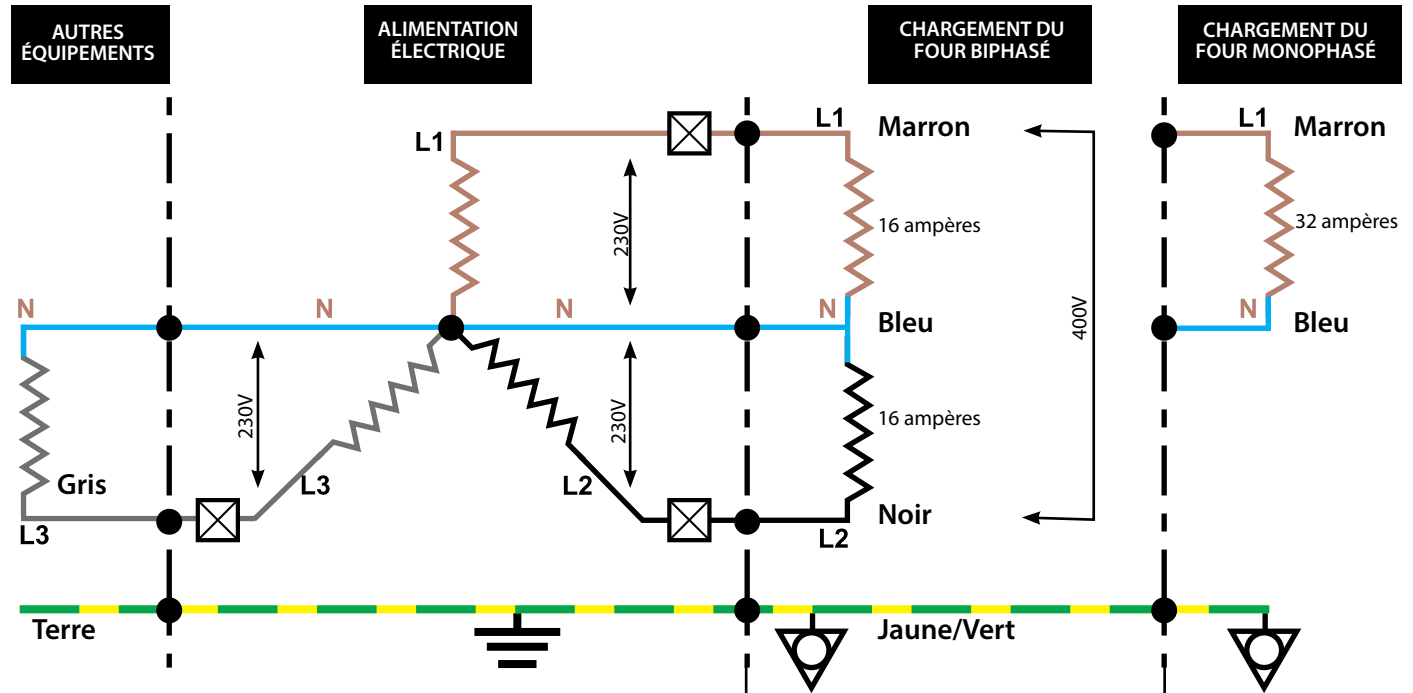 AUTRES
ÉQUIPEMENTS
ALIMENTATION
ÉLECTRIQUE
CHARGEMENT DU
FOUR BIPHASÉ
CHARGEMENT DU
FOUR MONOPHASÉ
L1
L1
Marron
L1
Marron
230V
16 ampères
400V
32 ampères
N
N
N
N
Bleu
N
Bleu
230V
230V
16 ampères
Gris
L3
L2
Noir
L3
L2
Terre
Jaune/Vert